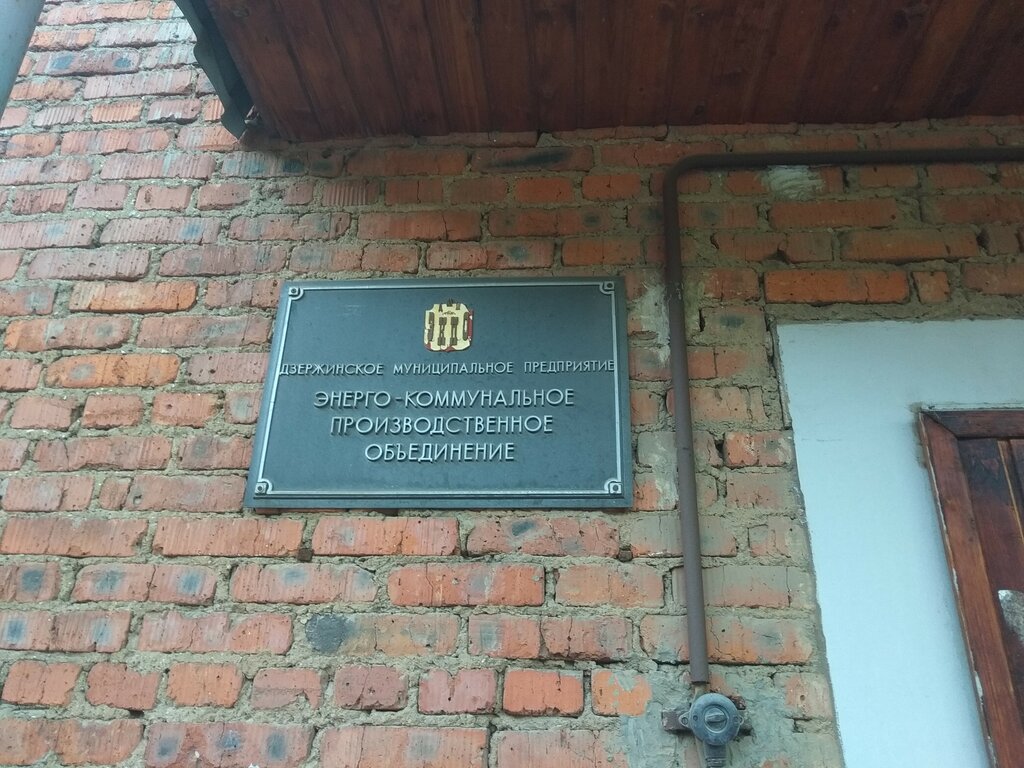 ДЗЕРЖИНСКОЕ МУНИЦИПАЛЬНОЕ ПРЕДПРИЯТИЕ
ЭНЕРГО-КОММУНАЛЬНОЕ
ПРОИЗВОДСТВЕННОЕ
ОБЪЕДИНЕНИЕ